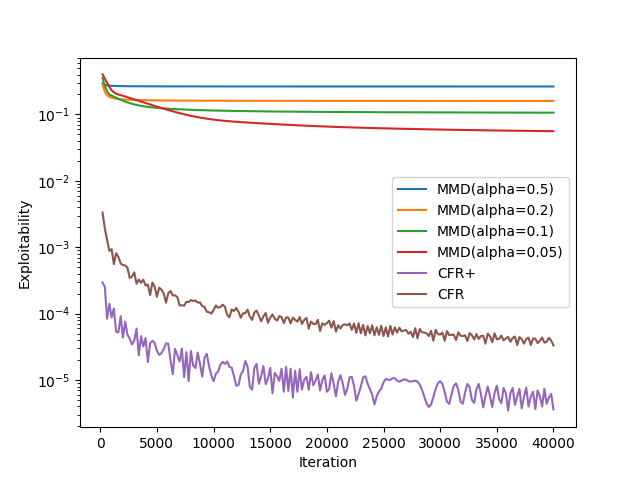 Exploitability
10⁻¹
10⁻²
10⁻³
10⁻⁴
10⁻⁵
MMD(alpha=0.5)
MMD(alpha=0.2)
MMD(alpha=0.1)
MMD(alpha=0.05)
CFR+
CFR
0 5000 10000 15000 20000 25000 30000 35000 40000
Iteration